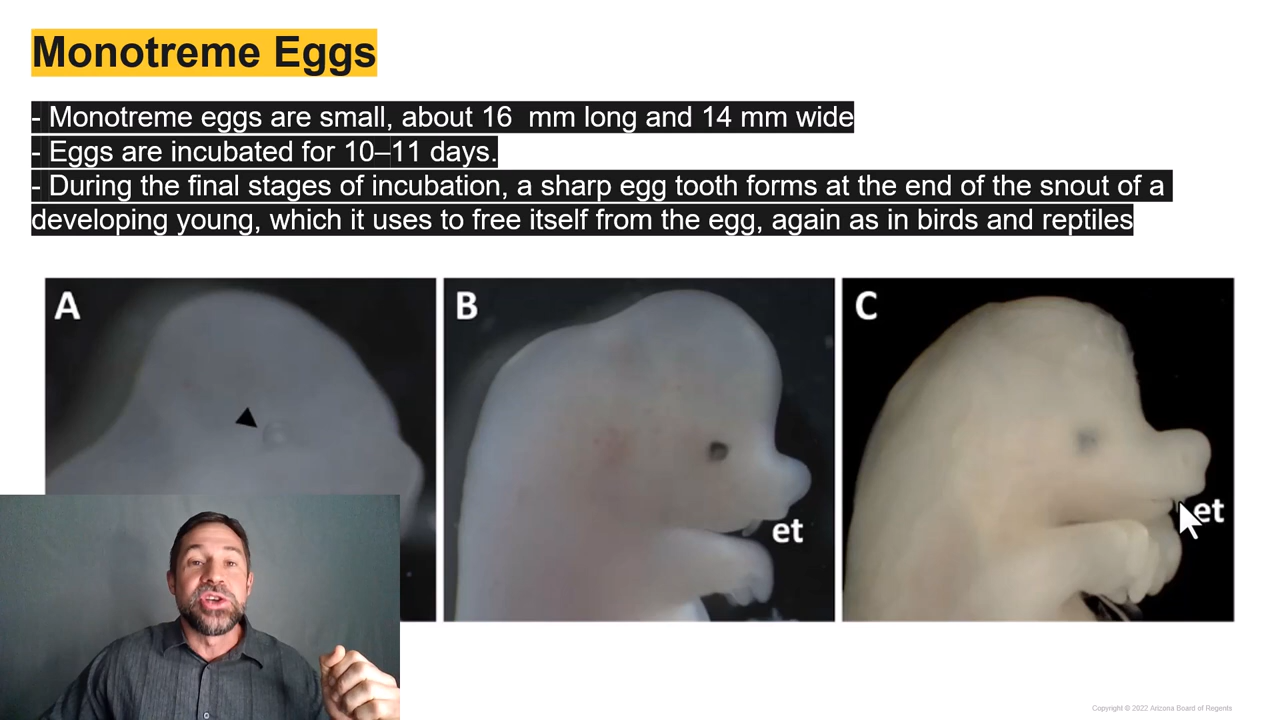 Monotreme Eggs
- Monotreme eggs are small, about 16  mm long and 14 mm wide
- Eggs are incubated for 10–11 days.
- During the final stages of incubation, a sharp egg tooth forms at the end of the snout of a
developing young, which it uses to free itself from the egg, again as in birds and reptiles
A
B
C
et
et
Copyright © 2022 Arizona Board of Regents